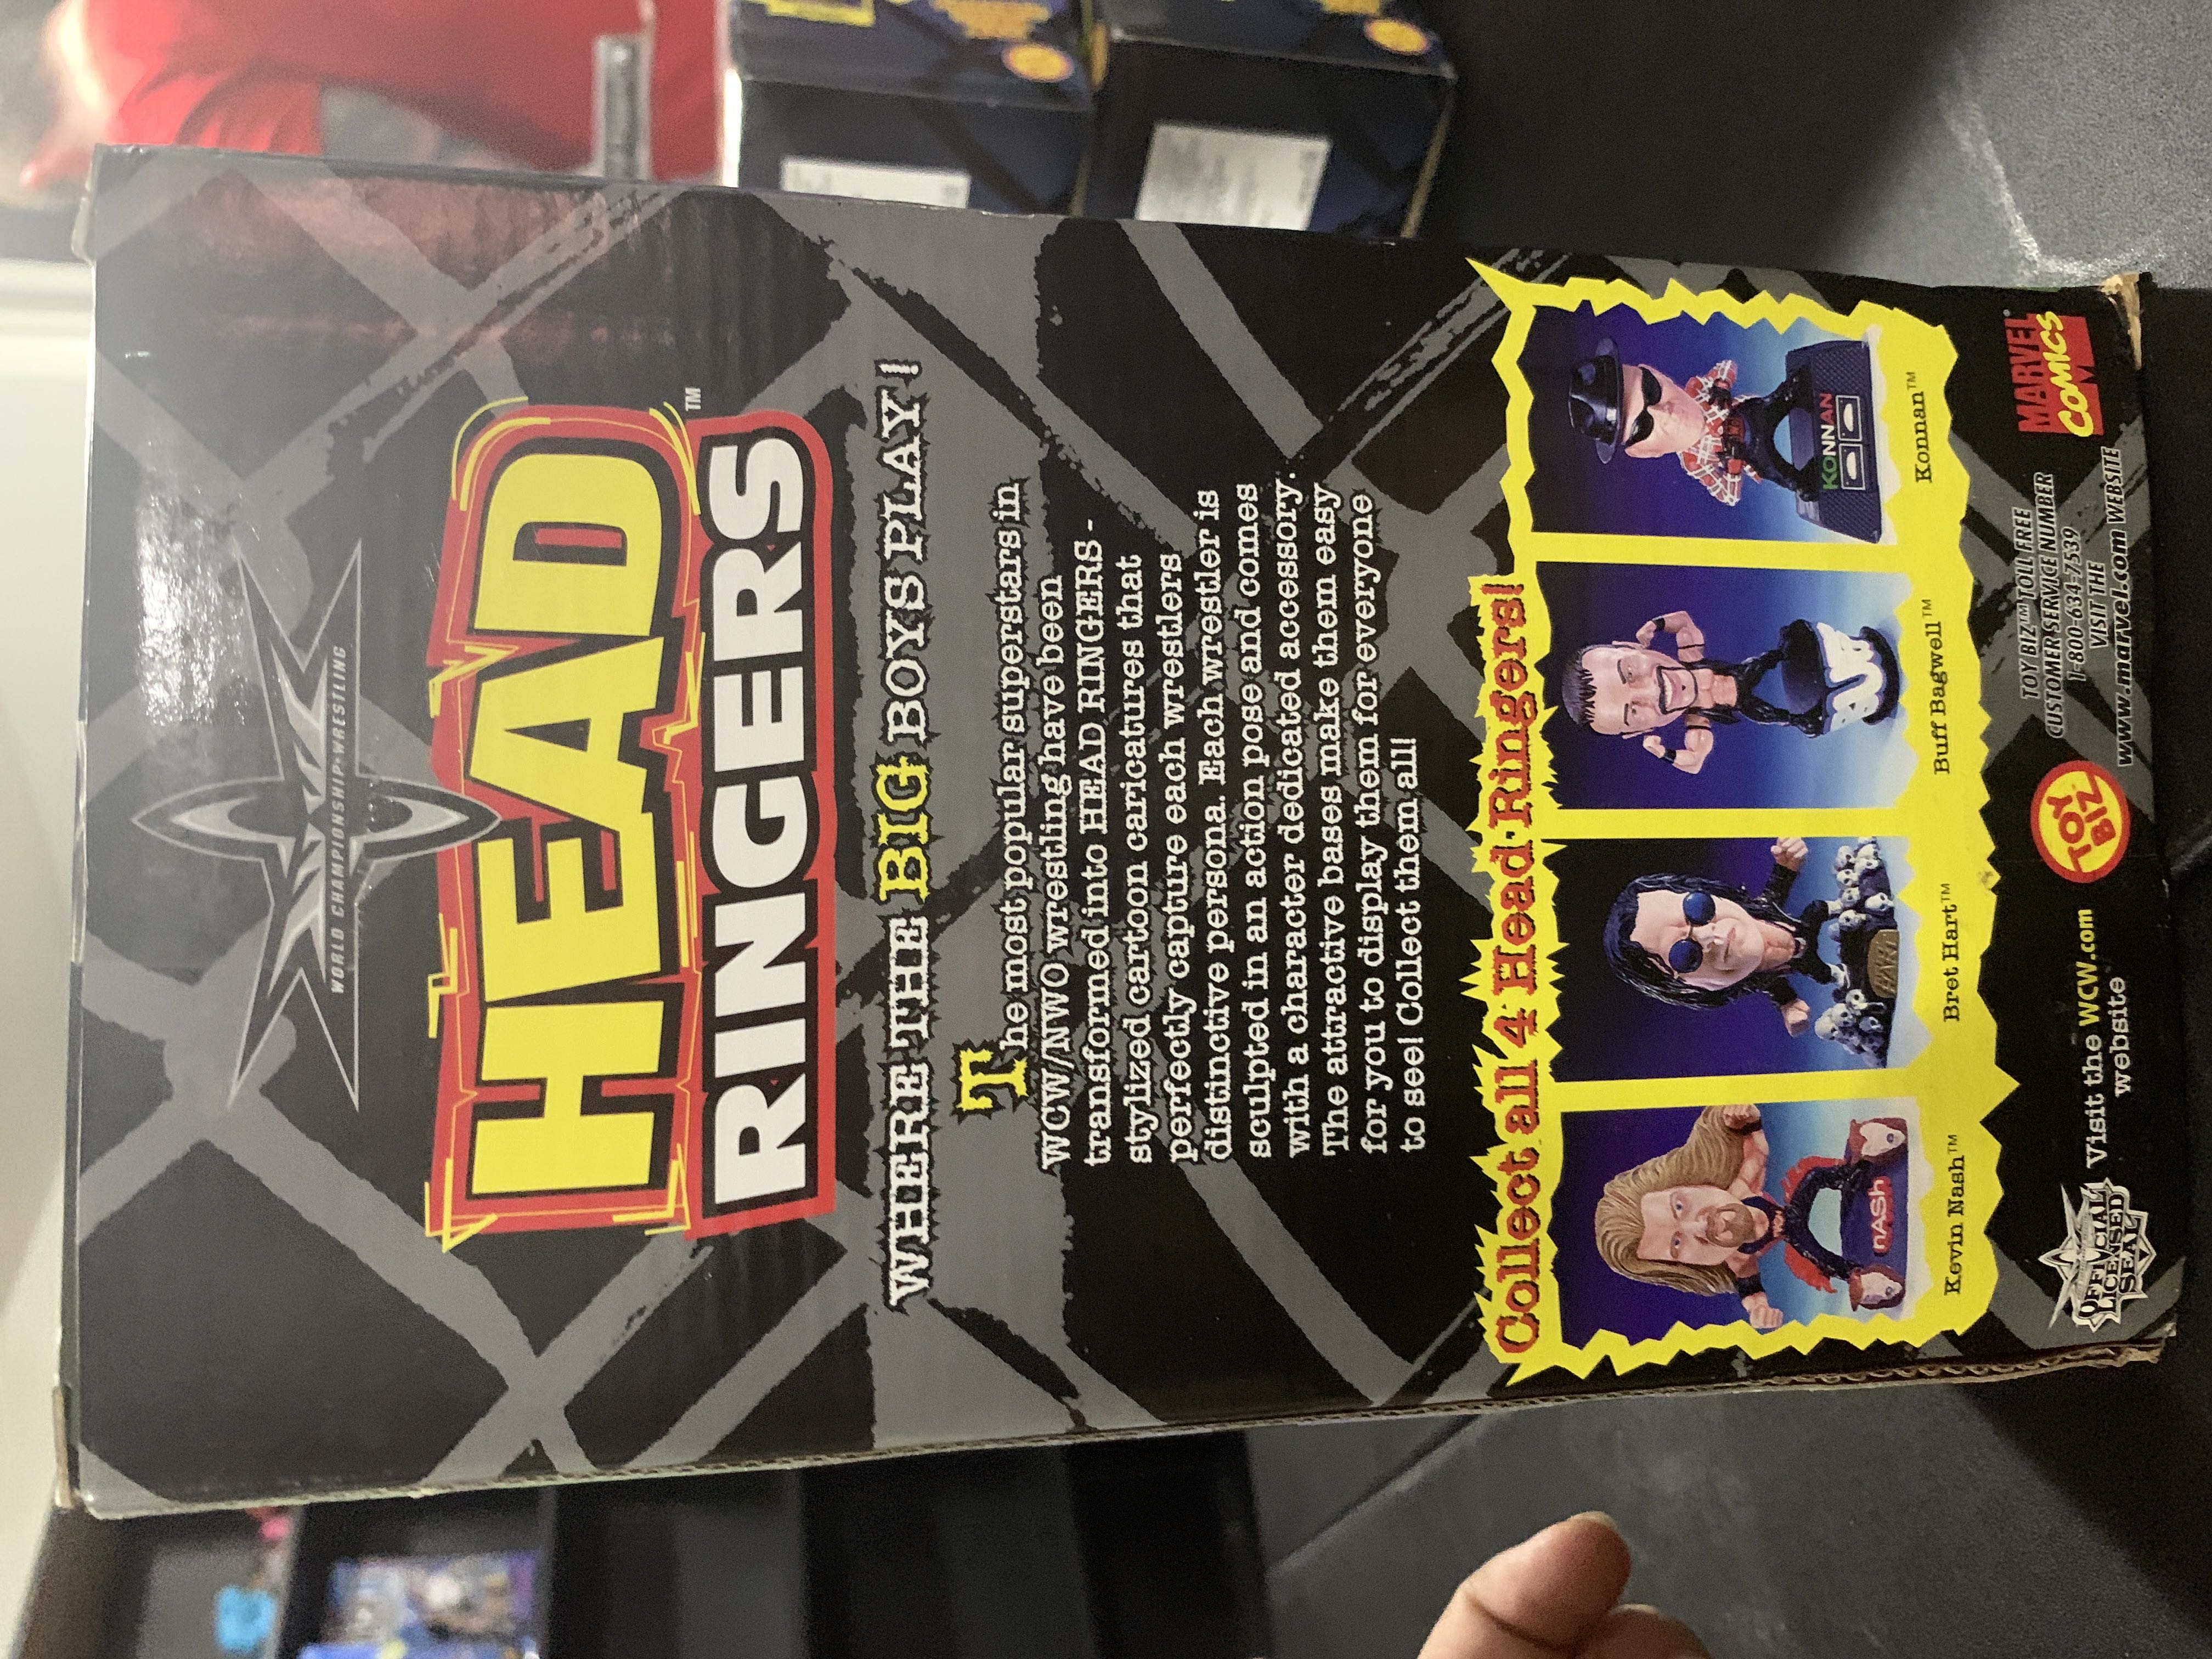 WORLD CHAMPIONSHIP WRESTLING
HEAD
RINGERS™
WHERE THE BIG BOYS PLAY!
The most popular superstars in
WCW/NWO wrestling have been
transformed into HEAD RINGERS -
stylized cartoon caricatures that
perfectly capture each wrestlers
distinctive persona. Each wrestler is
sculpted in an action pose and comes
with a character dedicated accessory.
The attractive bases make them easy
for you to display them for everyone
to see! Collect them all!
Collect all 4 Head Ringers!
NASH
BUFF
KONNAN
Kevin Nash™
Bret Hart™
Buff Bagwell™
Konnan™
OFFICIAL
LICENSED
SEAL
Visit the WCW.com
website
TOY
BIZ
TOY BIZ™ TOLL FREE
CUSTOMER SERVICE NUMBER
1-800-634-7539
VISIT THE
www.marvel.com WEBSITE
MARVEL
COMICS